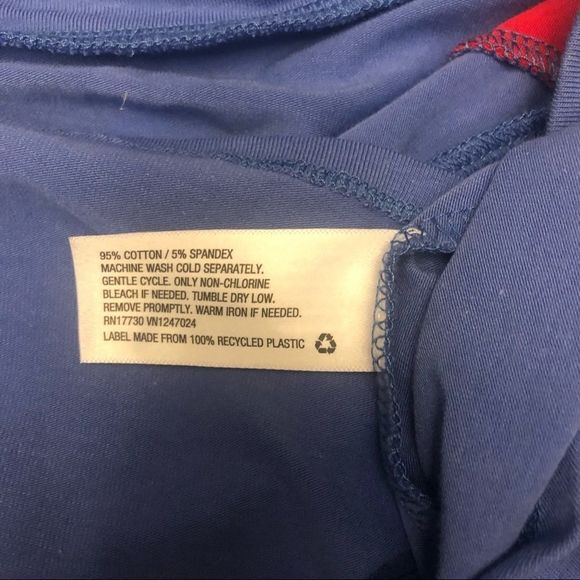 95% COTTON / 5% SPANDEX
MACHINE WASH COLD SEPARATELY.
GENTLE CYCLE. ONLY NON-CHLORINE
BLEACH IF NEEDED. TUMBLE DRY LOW.
REMOVE PROMPTLY. WARM IRON IF NEEDED.
RN17730 VN1247024
LABEL MADE FROM 100% RECYCLED PLASTIC